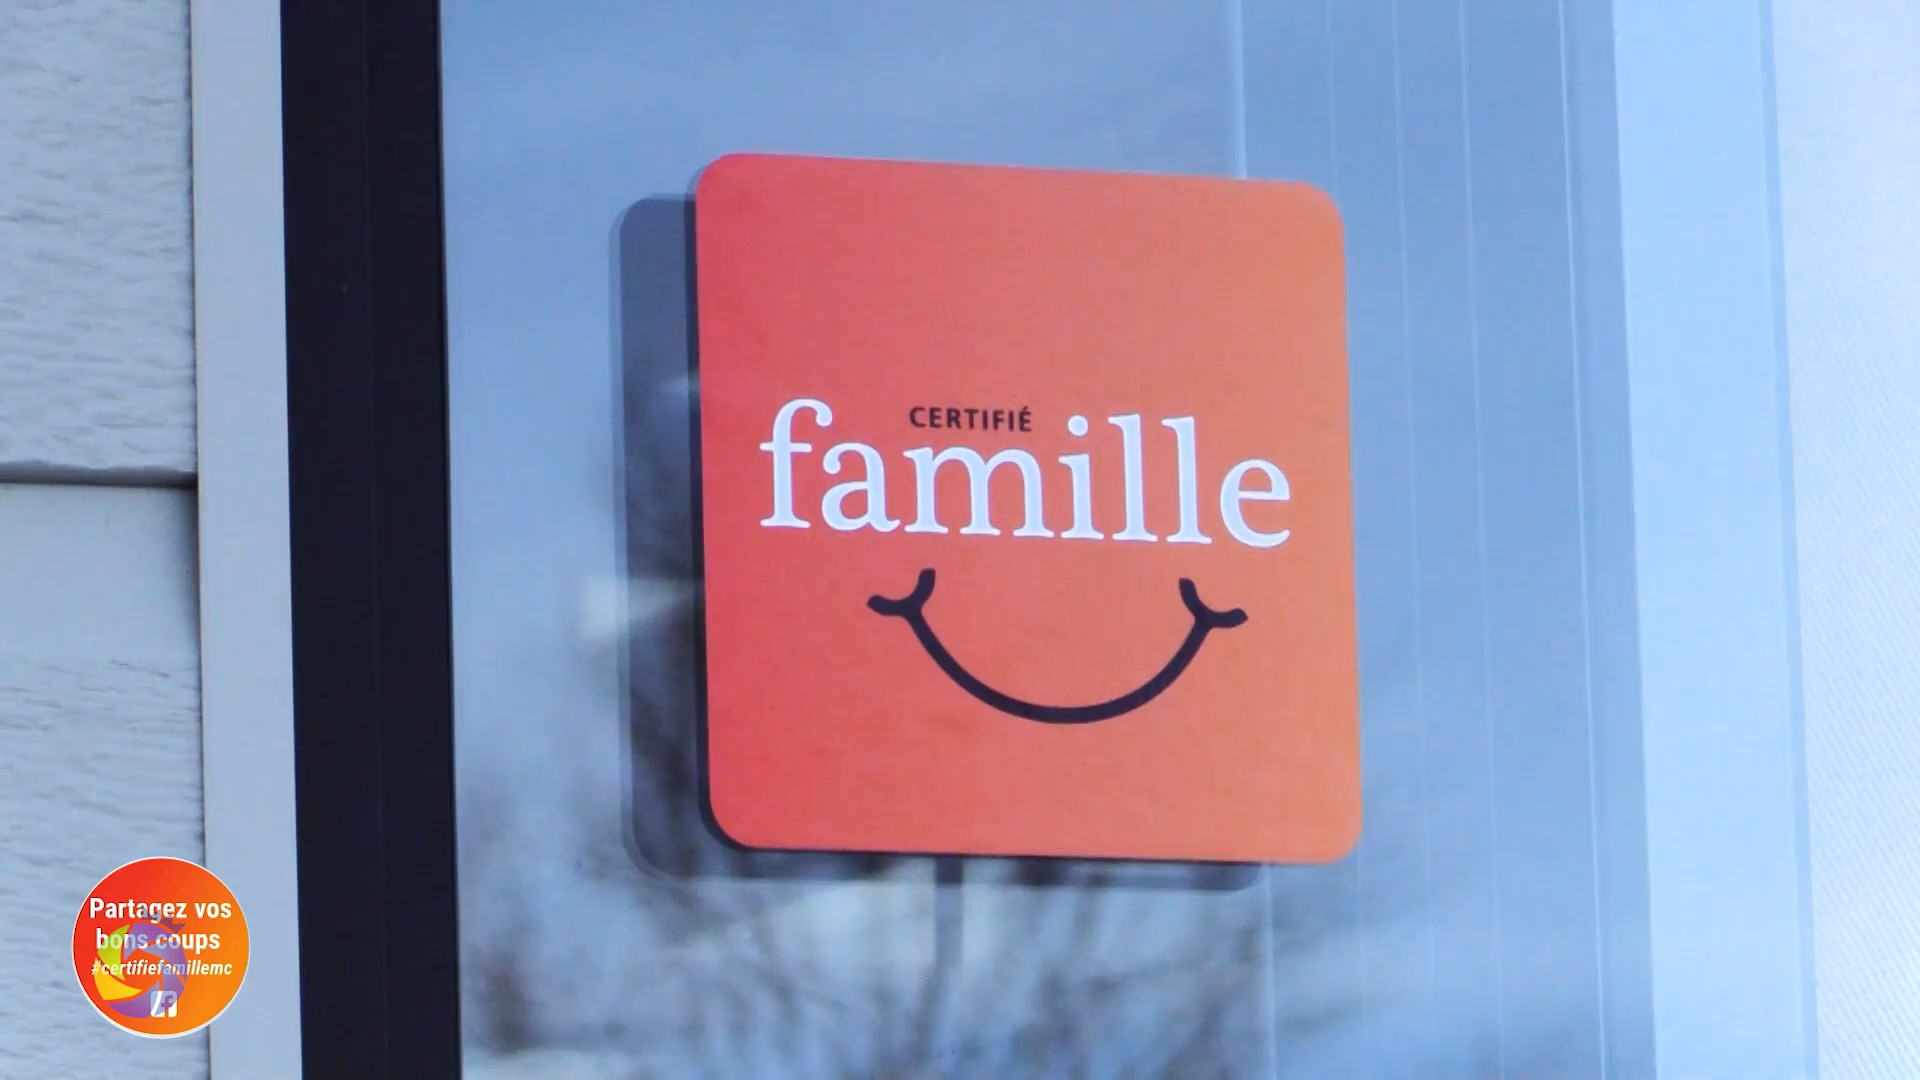 CERTIFIÉ
famille
Partagez vos
bons coups
#certifiefamillemc